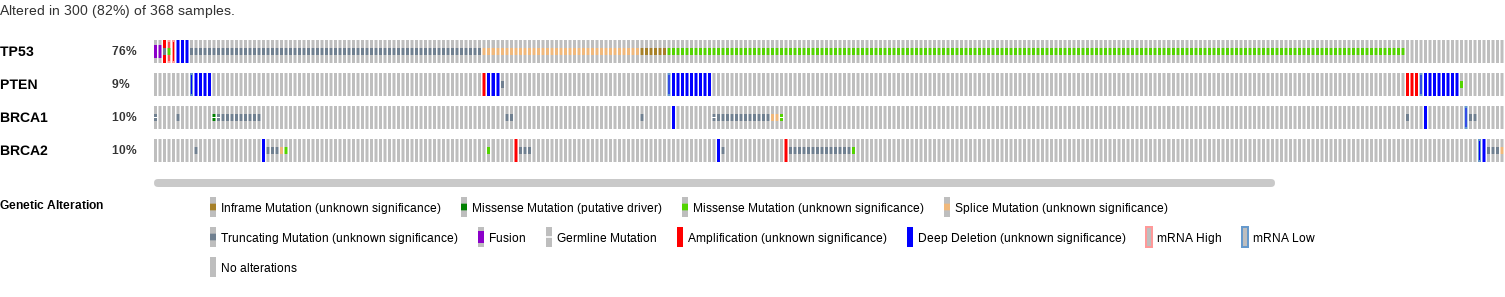 Altered in 300 (82%) of 368 samples.
TP53 76%
PTEN 9%
BRCA1 10%
BRCA2 10%
Genetic Alteration Inframe Mutation (unknown significance) Missense Mutation (putative driver) Missense Mutation (unknown significance) Splice Mutation (unknown significance)
Truncating Mutation (unknown significance) Fusion Germline Mutation Amplification (unknown significance) Deep Deletion (unknown significance) mRNA High mRNA Low
No alterations